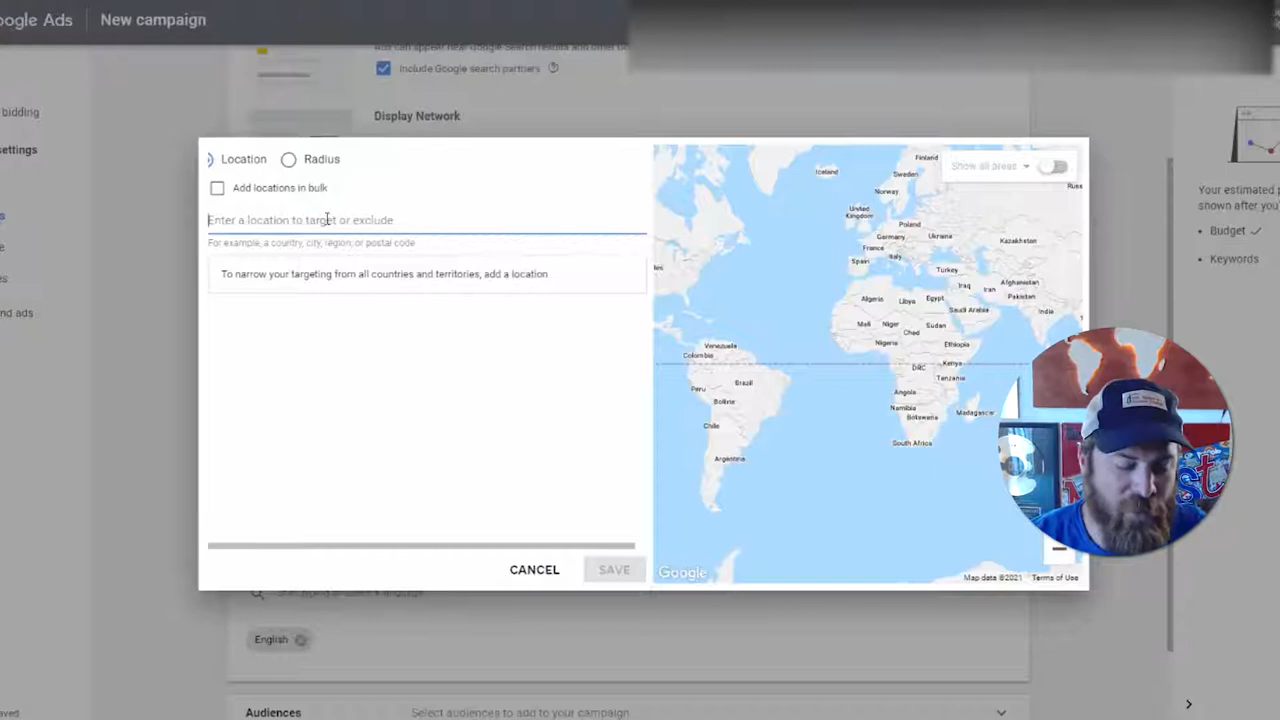 oogle Ads
New campaign
Include Google search partners
Display Network
bidding
settings
and ads
aved
Location
Radius
Add locations in bulk
Enter a location to target or exclude
For example, a country, city, region, or postal code
To narrow your targeting from all countries and territories, add a location
CANCEL
SAVE
Show all areas
Iceland
Finland
Sweden
Norway
Russ
United
Kingdom
Poland
Germany
Ukraine
France
Kazakhstan
Italy
Spain
Turkey
Iraq
Iran
Afghanistan
Pakistan
Algeria
Libya
Egypt
Saudi Arabia
India
Mali
Niger
Sudan
Chad
Nigeria
Ethiopia
Venezuela
Colombia
Kenya
DRC
Tanzania
Peru
Brazil
Angola
Bolivia
Namibia
Botswana
Madagascar
Chile
South Africa
Argentina
Google
Map data ©2021
Terms of Use
Your estimated p
shown after you'
Budget
Keywords
English
Audiences
Select audiences to add to your campaign